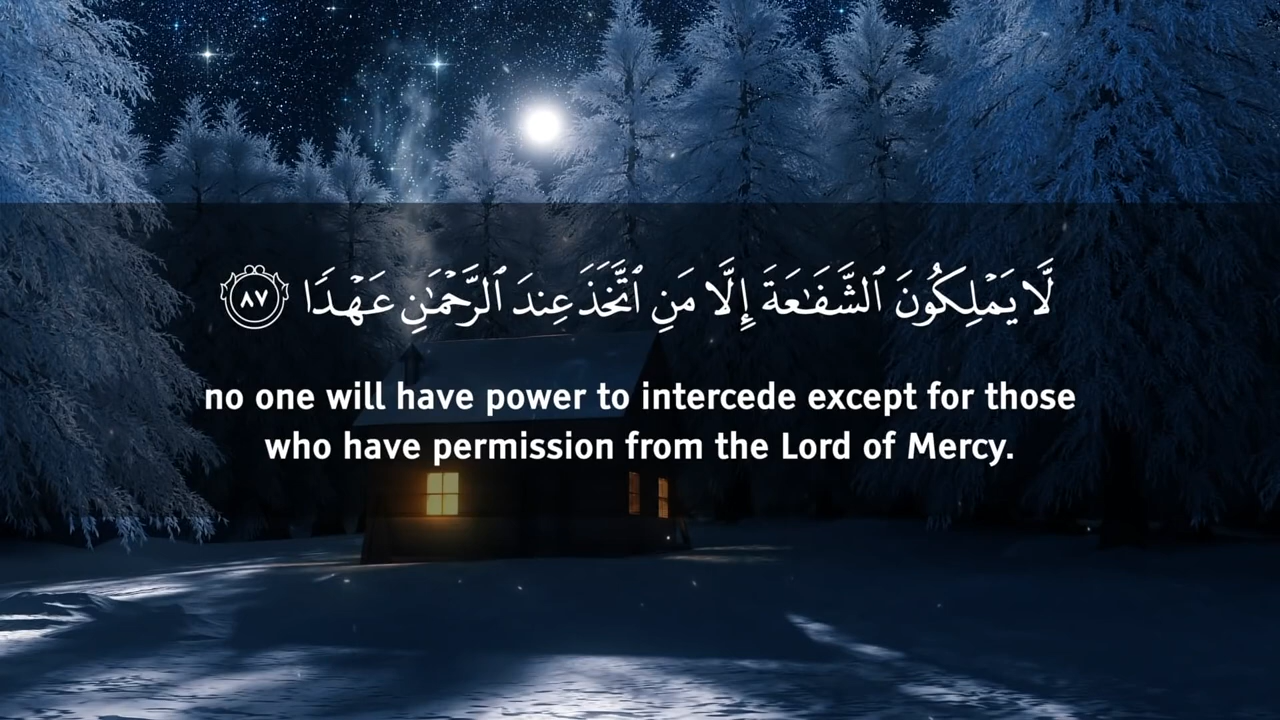 لَّا يَمْلِكُونَ ٱلشَّفَـٰعَةَ إِلَّا مَنِ ٱتَّخَذَ عِندَ ٱلرَّحْمَـٰنِ عَهْدًا ٨٧
no one will have power to intercede except for those
who have permission from the Lord of Mercy.